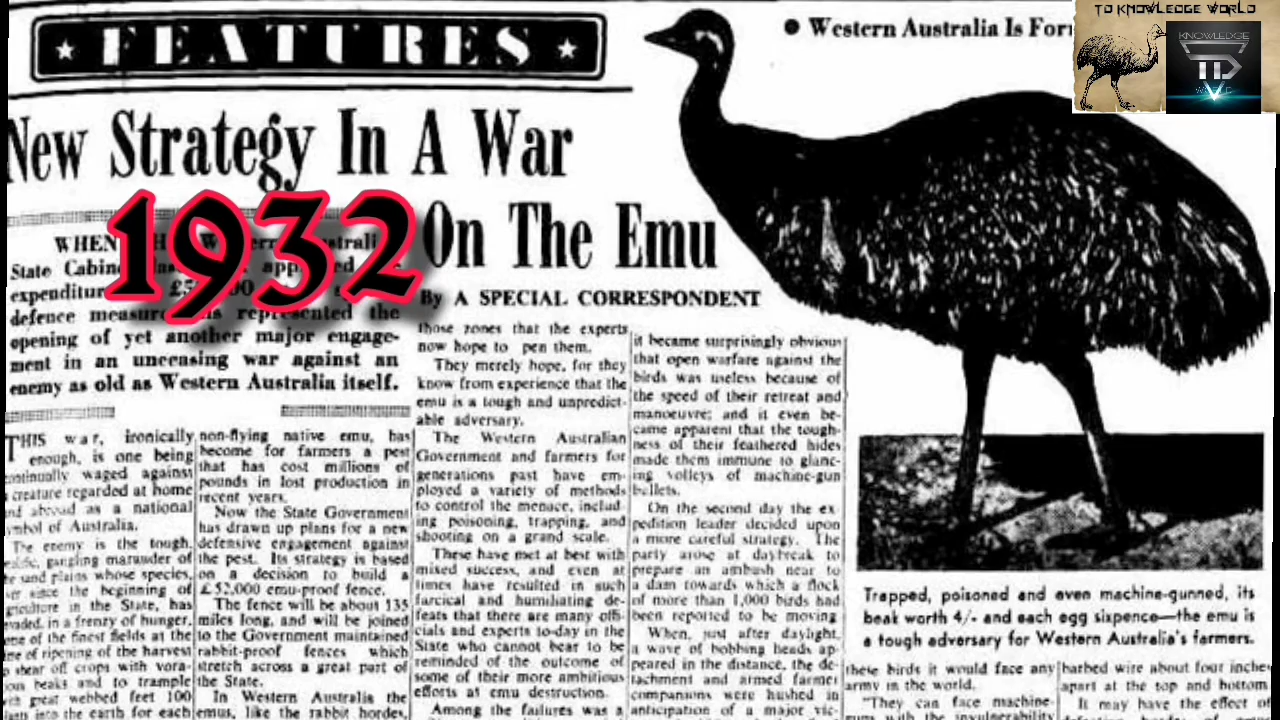 FEATURES
● Western Australia Is For
TO KNOWLEDGE WORLD
KNOWLEDGE
New Strategy In A War
On The Emu
1932
By A SPECIAL CORRESPONDENT
WHEN
State
defence
opening of yet another major engage-
ment in an unceasing war against an
enemy as old as Western Australia itself.
THIS war, ironically
enough, is one being
waged against
creature regarded at home
abroad as a national
of Australia.
The enemy is the tough,
gangling marauder of
sand plains whose species,
since the beginning of
in the State, has
in a frenzy of hunger,
of the finest fields at the
of ripening of the harvest
shear off crops with vora-
beaks and to trample
great webbed feet 100
into the earth for each
non-flying native emu, has
become for farmers a pest
that has cost millions of
pounds in lost production in
recent years.
Now the State Government
has drawn up plans for a new
defensive engagement against
the pest. Its strategy is based
on a decision to build a
£52,000 emu-proof fence.
The fence will be about 135
miles long, and will be joined
to the Government maintained
rabbit-proof fences which
stretch across a great part of
the State.
In Western Australia the
emus, like the rabbit hordes,
those zones that the experts
now hope to pen them.
They merely hope, for they
know from experience that the
emu is a tough and unpredict-
able adversary.
The Western Australian
Government and farmers for
generations past have em-
ployed a variety of methods
to control the menace, includ-
ing poisoning, trapping, and
shooting on a grand scale.
These have met at best with
mixed success, and even at
times have resulted in such
farcical and humiliating de-
feats that there are many offi-
cials and experts to-day in the
State who cannot bear to be
reminded of the outcome of
some of their more ambitious
efforts at emu destruction.
Among the failures was a
it became surprisingly obvious
that open warfare against the
birds was useless because of
the speed of their retreat and
manoeuvre; and it even be-
came apparent that the tough-
ness of their feathered hides
made them immune to glanc-
ing volleys of machine-gun
bullets.
On the second day the ex-
pedition leader decided upon
a more careful strategy. The
party arose at daybreak to
prepare an ambush near to
a dam towards which a flock
of more than 1,000 birds had
been reported to be moving
When, just after daylight,
a wave of bobbing heads ap-
peared in the distance, the de-
tachment and armed farmer
companions were hushed in
anticipation of a major vic-
Trapped, poisoned and even machine-gunned, its
beak worth 4/- and each egg sixpence—the emu is
a tough adversary for Western Australia's farmers.
these birds it would face any
army in the world.
"They can face machine-
guns with the invulnerability
barbed wire about four inches
apart at the top and bottom.
It may have the effect of